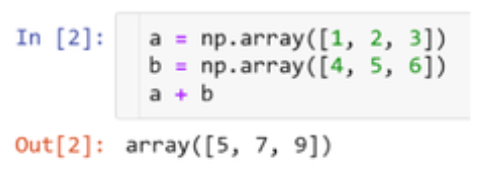 In [2]: a = np.array([1, 2, 3])
b = np.array([4, 5, 6])
a + b
Out[2]: array([5, 7, 9])